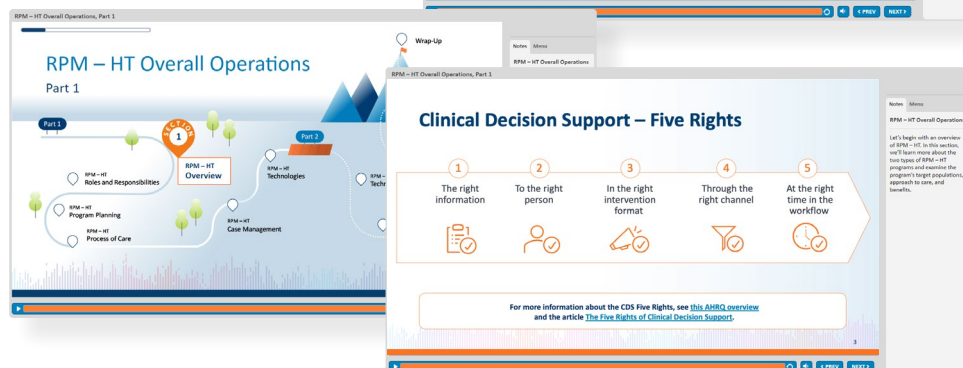 < PREV
NEXT >
RPM – HT Overall Operations, Part 1
RPM – HT Overall Operations
Part 1
Wrap-Up
Notes Menu
RPM – HT Overall Operations
Part 1
SECTION
1
RPM – HT
Overview
Part 2
RPM – HT
Roles and Responsibilities
RPM – HT
Technologies
RPM –
Techr
RPM – HT
Program Planning
RPM – HT
Case Management
RPM – HT
Process of Care
RPM – HT Overall Operations, Part 1
Clinical Decision Support – Five Rights
1
The right
information
2
To the right
person
3
In the right
intervention
format
4
Through the
right channel
5
At the right
time in the
workflow
For more information about the CDS Five Rights, see this AHRQ overview
and the article The Five Rights of Clinical Decision Support.
3
Notes Menu
RPM – HT Overall Operation
Let's begin with an overview
of RPM – HT. In this section,
we'll learn more about the
two types of RPM – HT
programs and examine the
program's target populations,
approach to care, and
benefits.
< PREV
NEXT >